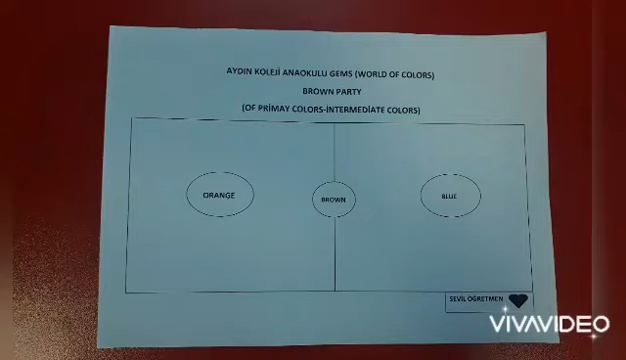 AYDIN KOLEJİ ANAOKULU GEMS (WORLD OF COLORS)
BROWN PARTY
(OF PRİMAY COLORS-İNTERMEDİATE COLORS)
ORANGE
BROWN
BLUE
SEVİL ÖĞRETMEN
VIVAVIDEO